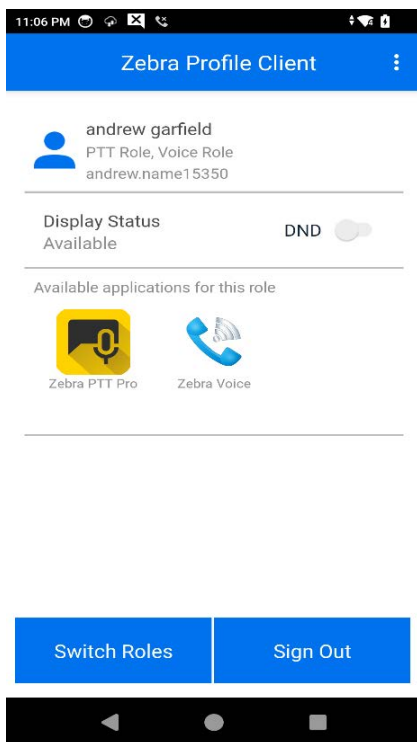 11:06 PM
Zebra Profile Client
andrew garfield
PTT Role, Voice Role
andrew.name15350
Display Status
Available
DND
Available applications for this role
Zebra PTT Pro
Zebra Voice
Switch Roles
Sign Out